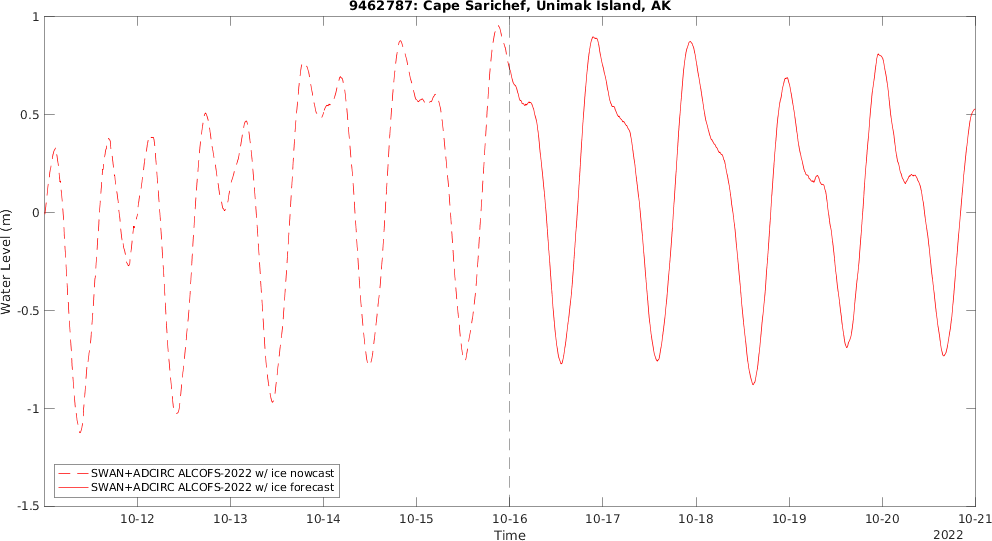 9462787: Cape Sarichef, Unimak Island, AK
1
0.5
0
-0.5
-1
-1.5
Water Level (m)
SWAN+ADCIRC ALCOFS-2022 w/ ice nowcast
SWAN+ADCIRC ALCOFS-2022 w/ ice forecast
10-12 10-13 10-14 10-15 10-16 10-17 10-18 10-19 10-20 10-21
Time
2022